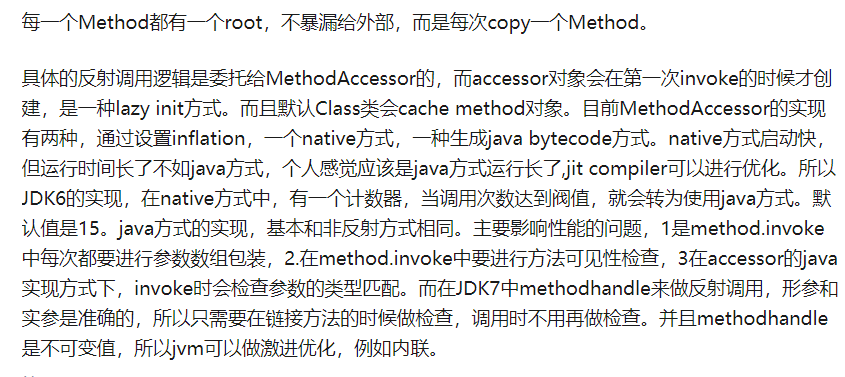 每一个Method都有一个root，不暴漏给外部，而是每次copy一个Method。
具体的反射调用逻辑是委托给MethodAccessor的，而accessor对象会在第一次invoke的时候才创
建，是一种lazy init方式。而且默认Class类会cache method对象。目前MethodAccessor的实现
有两种，通过设置inflation，一个native方式，一种生成java bytecode方式。native方式启动快，
但运行时间长了不如java方式，个人感觉应该是java方式运行长了,jit compiler可以进行优化。所以
JDK6的实现，在native方式中，有一个计数器，当调用次数达到阀值，就会转为使用java方式。默
认值是15。java方式的实现，基本和非反射方式相同。主要影响性能的问题，1是method.invoke
中每次都要进行参数数组包装，2.在method.invoke中要进行方法可见性检查，3在accessor的java
实现方式下，invoke时会检查参数的类型匹配。而在JDK7中methodhandle来做反射调用，形参和
实参是准确的，所以只需要在链接方法的时候做检查，调用时不用再做检查。并且methodhandle
是不可变值，所以jvm可以做激进优化，例如内联。